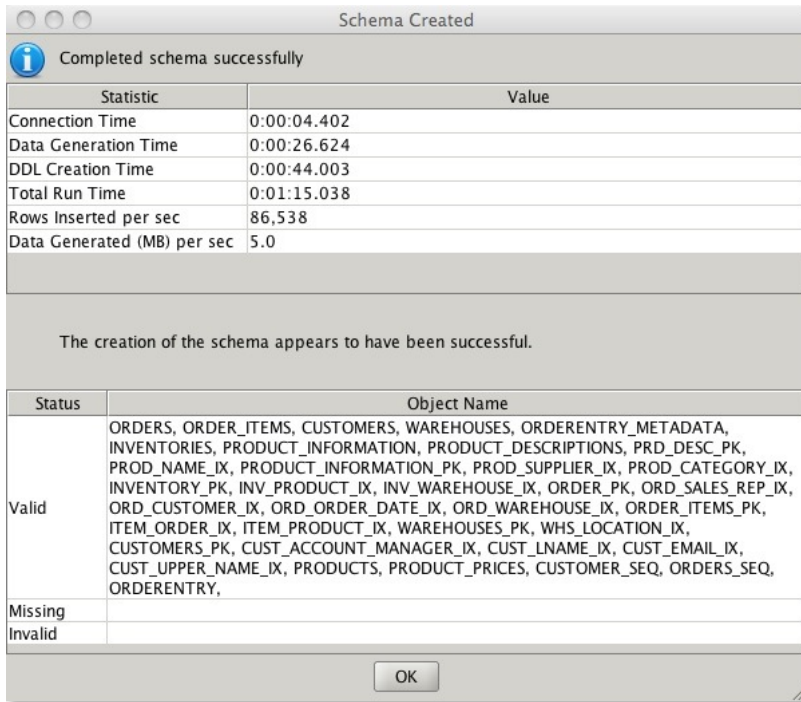 Schema Created
Completed schema successfully
Statistic Value
Connection Time 0:00:04.402
Data Generation Time 0:00:26.624
DDL Creation Time 0:00:44.003
Total Run Time 0:01:15.038
Rows Inserted per sec 86,538
Data Generated (MB) per sec 5.0
The creation of the schema appears to have been successful.
Status Object Name
Valid
ORDERS, ORDER_ITEMS, CUSTOMERS, WAREHOUSES, ORDERENTRY_METADATA,
INVENTORIES, PRODUCT_INFORMATION, PRODUCT_DESCRIPTIONS, PRD_DESC_PK,
PROD_NAME_IX, PRODUCT_INFORMATION_PK, PROD_SUPPLIER_IX, PROD_CATEGORY_IX,
INVENTORY_PK, INV_PRODUCT_IX, INV_WAREHOUSE_IX, ORDER_PK, ORD_SALES_REP_IX,
ORD_CUSTOMER_IX, ORD_ORDER_DATE_IX, ORD_WAREHOUSE_IX, ORDER_ITEMS_PK,
ITEM_ORDER_IX, ITEM_PRODUCT_IX, WAREHOUSES_PK, WHS_LOCATION_IX,
CUSTOMERS_PK, CUST_ACCOUNT_MANAGER_IX, CUST_LNAME_IX, CUST_EMAIL_IX,
CUST_UPPER_NAME_IX, PRODUCTS, PRODUCT_PRICES, CUSTOMER_SEQ, ORDERS_SEQ,
ORDERENTRY,
Missing
Invalid
OK